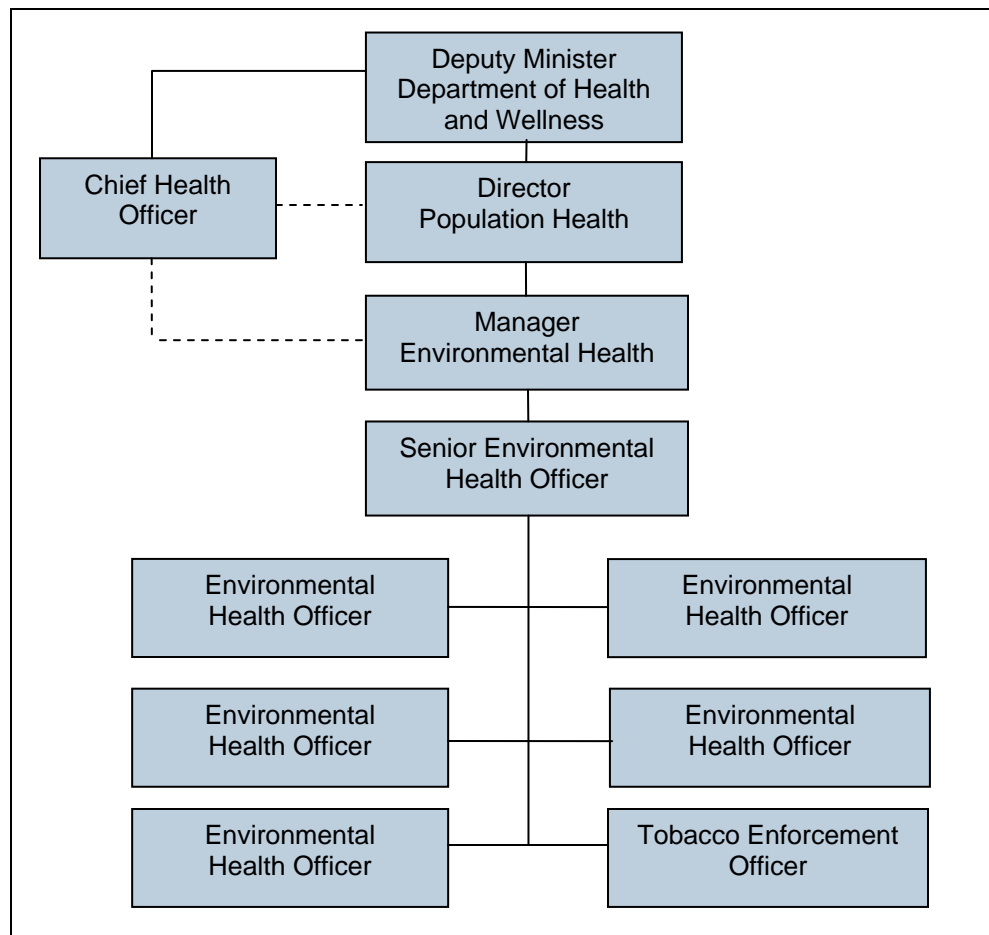 Deputy Minister
Department of Health
and Wellness
Chief Health
Officer
Director
Population Health
Manager
Environmental Health
Senior Environmental
Health Officer
Environmental
Health Officer
Environmental
Health Officer
Environmental
Health Officer
Environmental
Health Officer
Environmental
Health Officer
Tobacco Enforcement
Officer